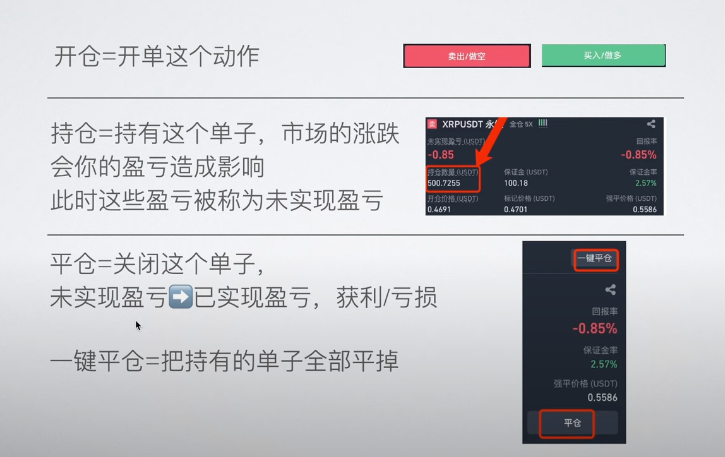 开仓=开单这个动作
卖出/做空
买入/做多
持仓=持有这个单子，市场的涨跌
会你的盈亏造成影响
此时这些盈亏被称为未实现盈亏
XRPUSDT 永续 全仓 5X
未实现盈亏 (USDT) 回报率
-0.85 -0.85%
持仓数量 (USDT) 保证金 (USDT) 保证金率
500.7255 100.18 2.57%
开仓价格 (USDT) 标记价格 (USDT) 强平价格 (USDT)
0.4691 0.4701 0.5586
平仓=关闭这个单子，
未实现盈亏➡已实现盈亏，获利/亏损
一键平仓=把持有的单子全部平掉
一键平仓
回报率
-0.85%
保证金率
2.57%
强平价格 (USDT)
0.5586
平仓